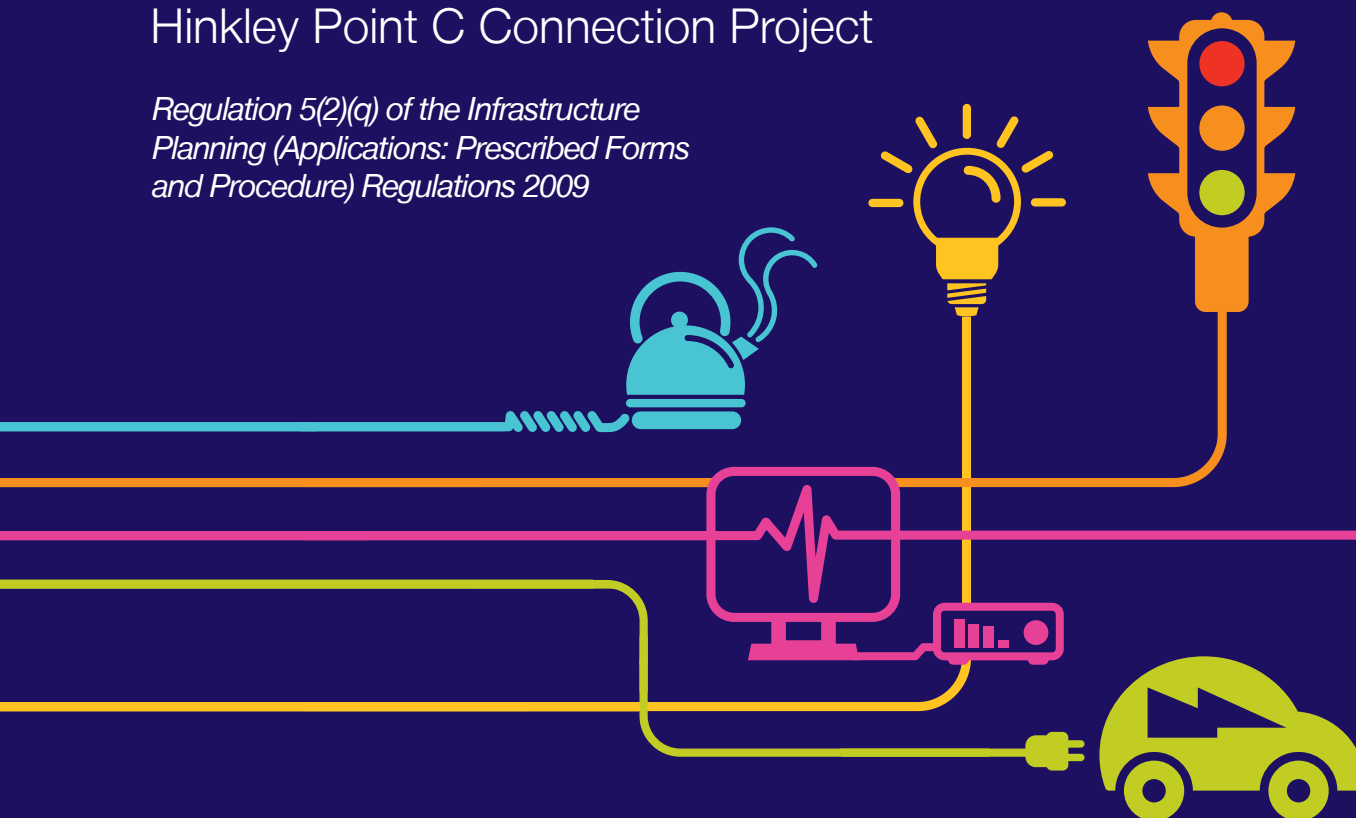 Hinkley Point C Connection Project
Regulation 5(2)(q) of the Infrastructure
Planning (Applications: Prescribed Forms
and Procedure) Regulations 2009